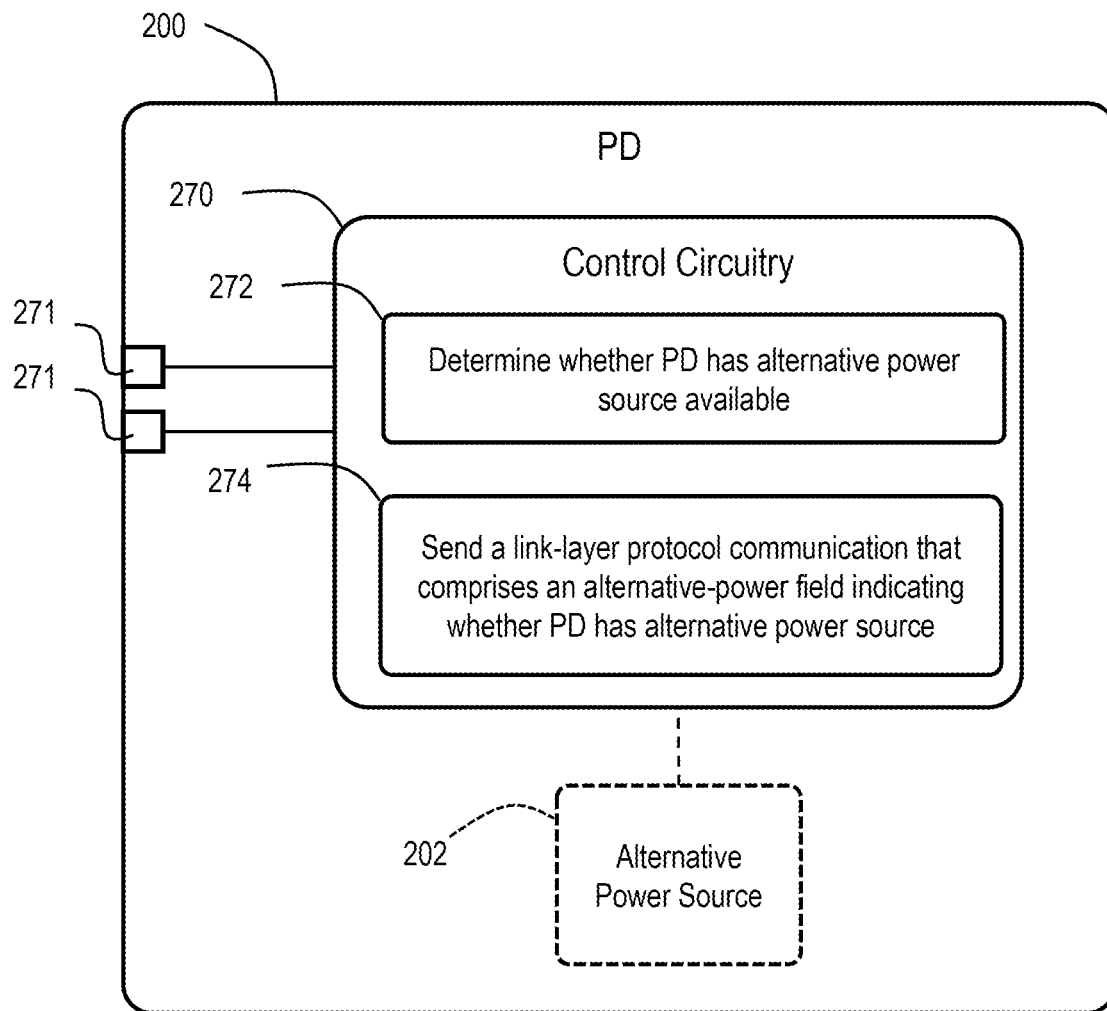 200
PD
270
Control Circuitry
272
271
Determine whether PD has alternative power
source available
271
274
Send a link-layer protocol communication that
comprises an alternative-power field indicating
whether PD has alternative power source
202
Alternative
Power Source